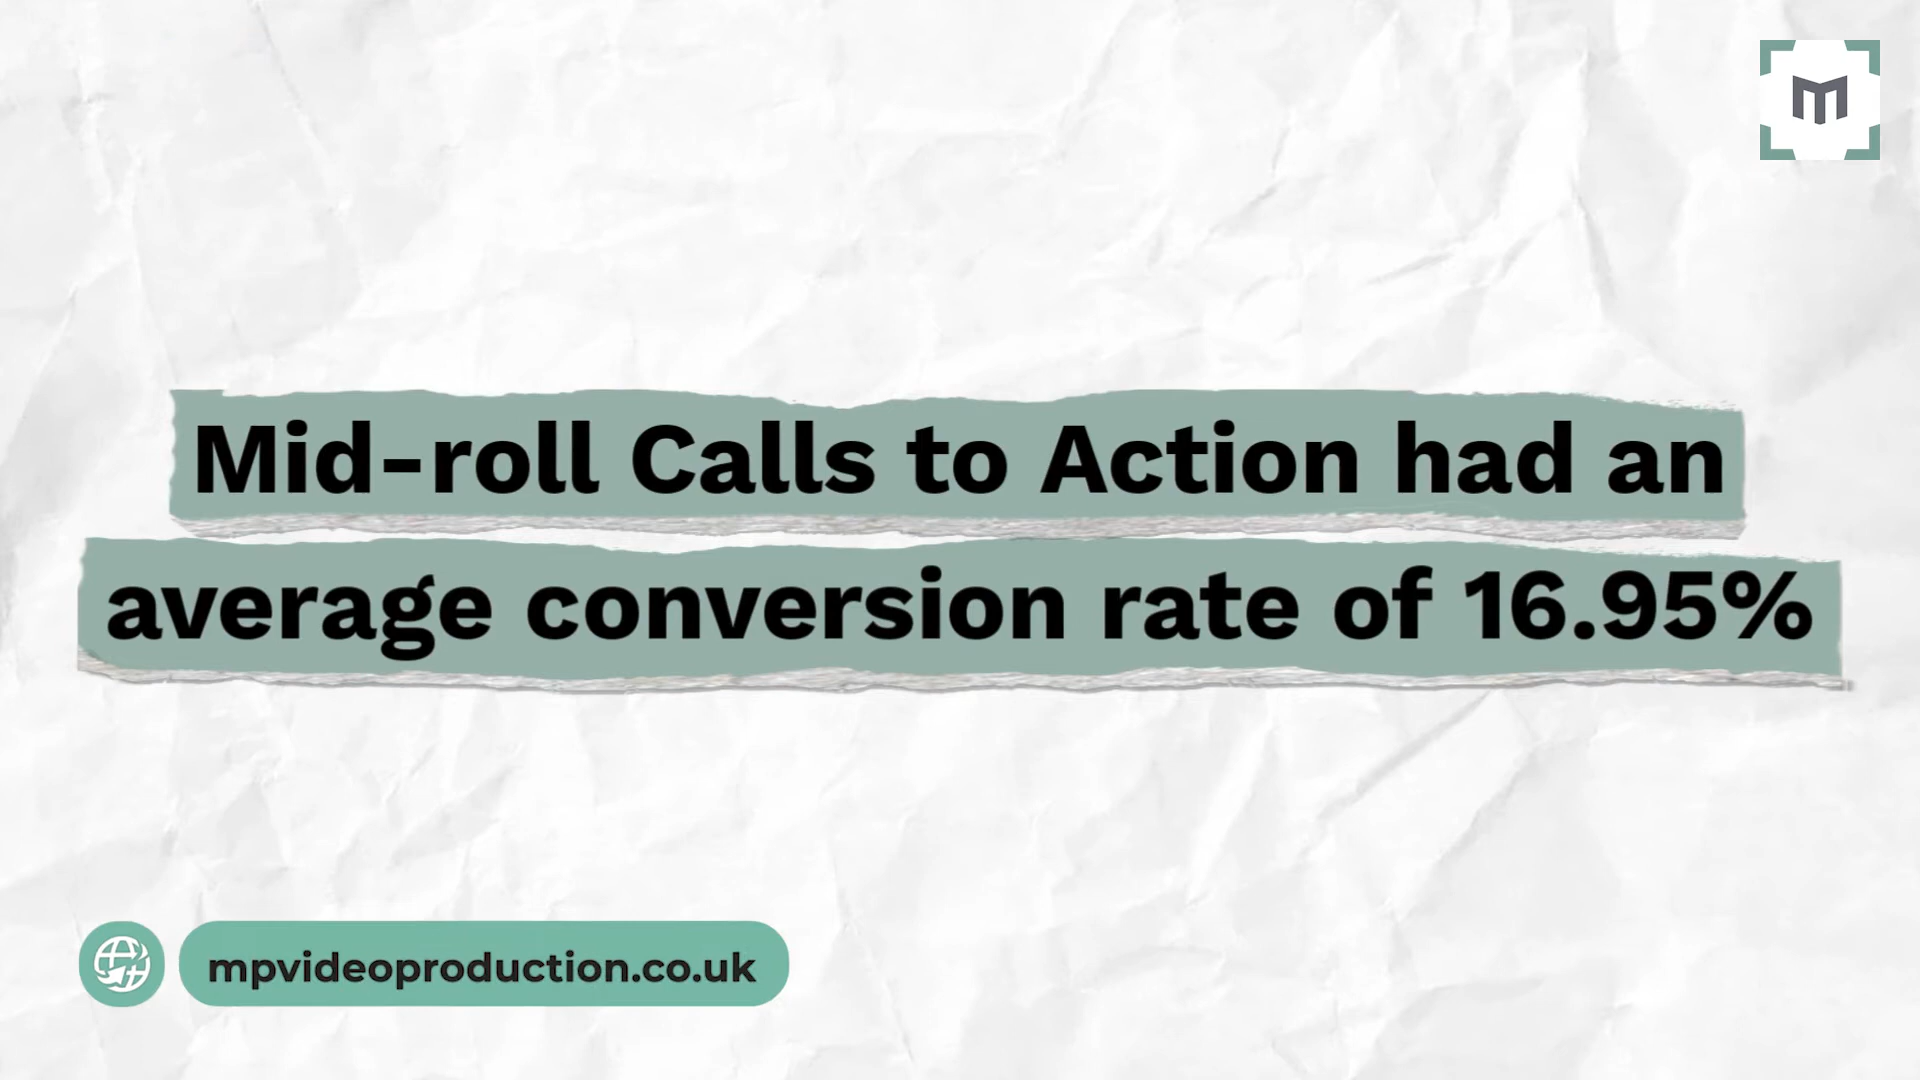 m
Mid-roll Calls to Action had an
average conversion rate of 16.95%
mpvideoproduction.co.uk